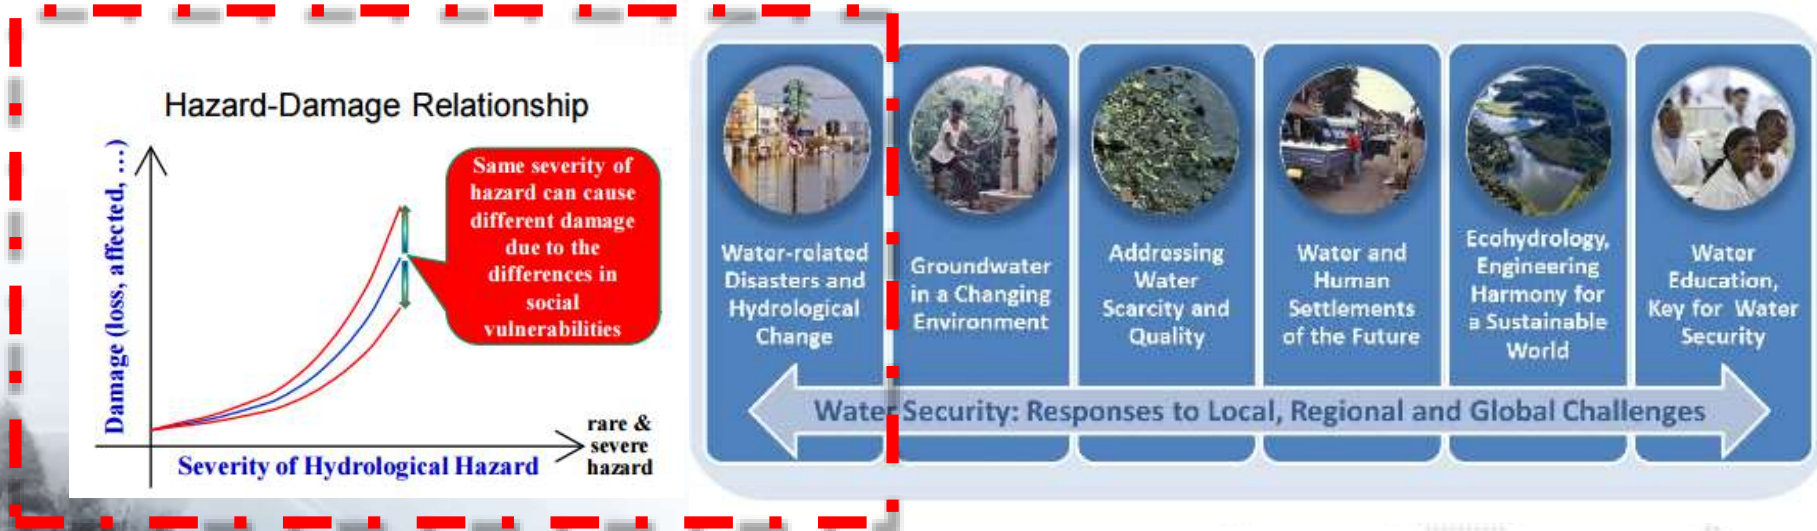 Hazard-Damage Relationship
Damage (loss, affected, …)
Same severity of
hazard can cause
different damage
due to the
differences in
social
vulnerabilities
rare &
severe
hazard
Severity of Hydrological Hazard
Water-related
Disasters and
Hydrological
Change
Groundwater
in a Changing
Environment
Addressing
Water
Scarcity and
Quality
Water and
Human
Settlements
of the Future
Ecohydrology,
Engineering
Harmony for
a Sustainable
World
Water
Education,
Key for Water
Security
Water Security: Responses to Local, Regional and Global Challenges